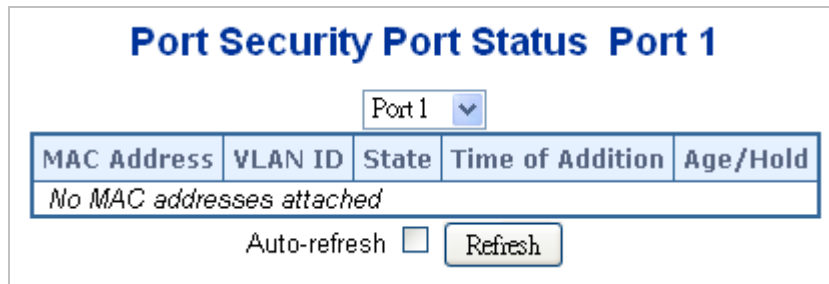 Port Security Port Status Port 1
Port 1
MAC Address VLAN ID State Time of Addition Age/Hold
No MAC addresses attached
Auto-refresh Refresh